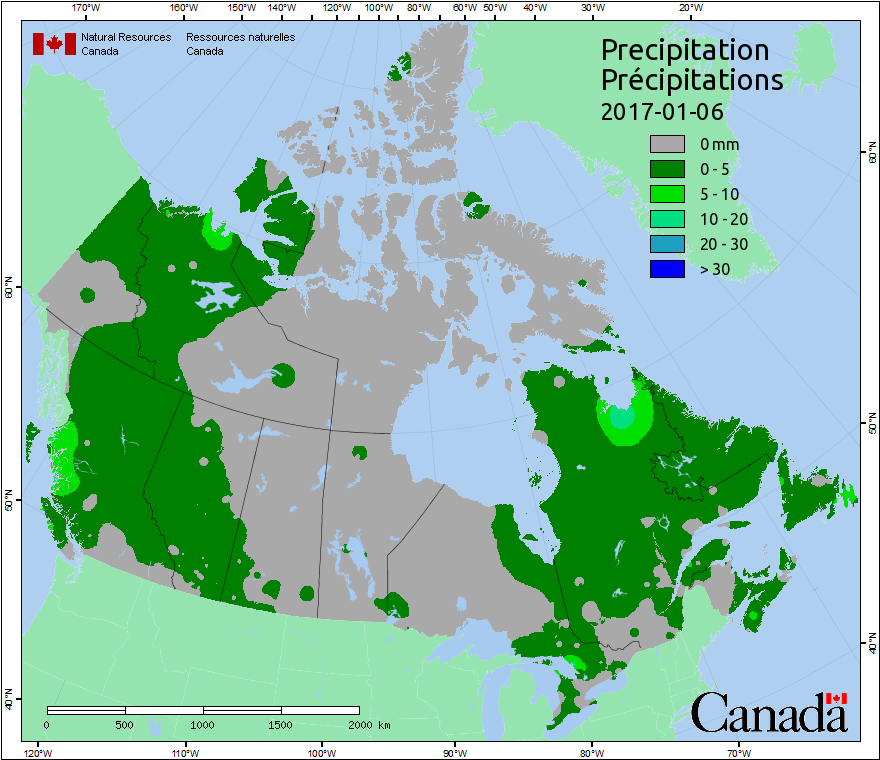 170°W 160°W 150°W 140°W 130°W 120°W 110°W 100°W 90°W 80°W 60°W 50°W 40°W 30°W 20°W
Natural Resources Ressources naturelles
Canada Canada
Precipitation
Précipitations
2017-01-06
0 mm
0 - 5
5 - 10
10 - 20
20 - 30
> 30
60°N 60°N
50°N 50°N
40°N 40°N
0 500 1000 1500 2000 km
Canada
120°W 110°W 100°W 90°W 80°W 70°W